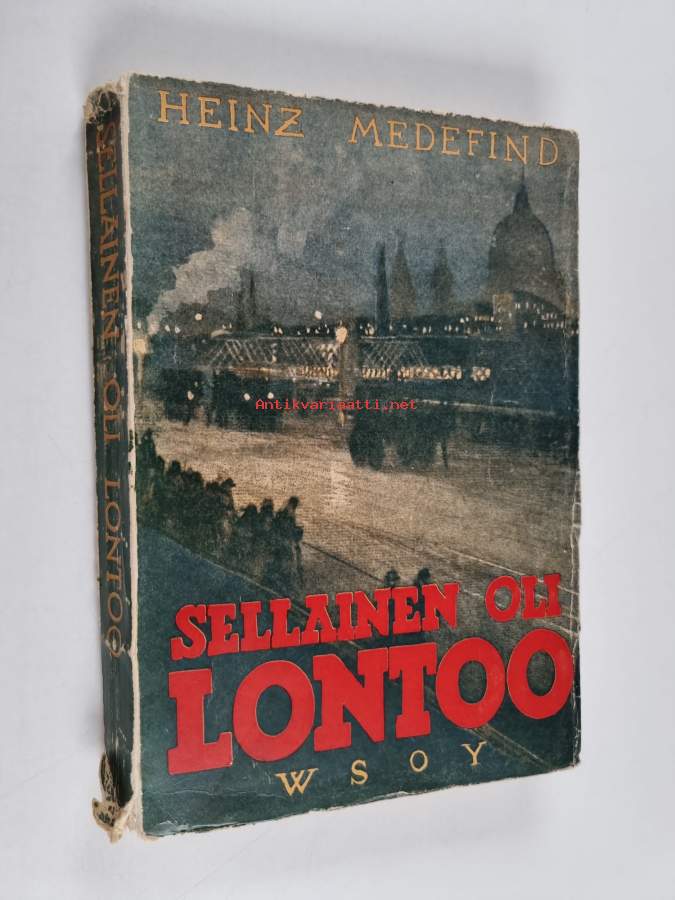 HEINZ MEDEFIND
SELLAINEN OLI
LONTOO
WSOY
SELLAINEN OLI LONTOO
Antikvariaatti.net